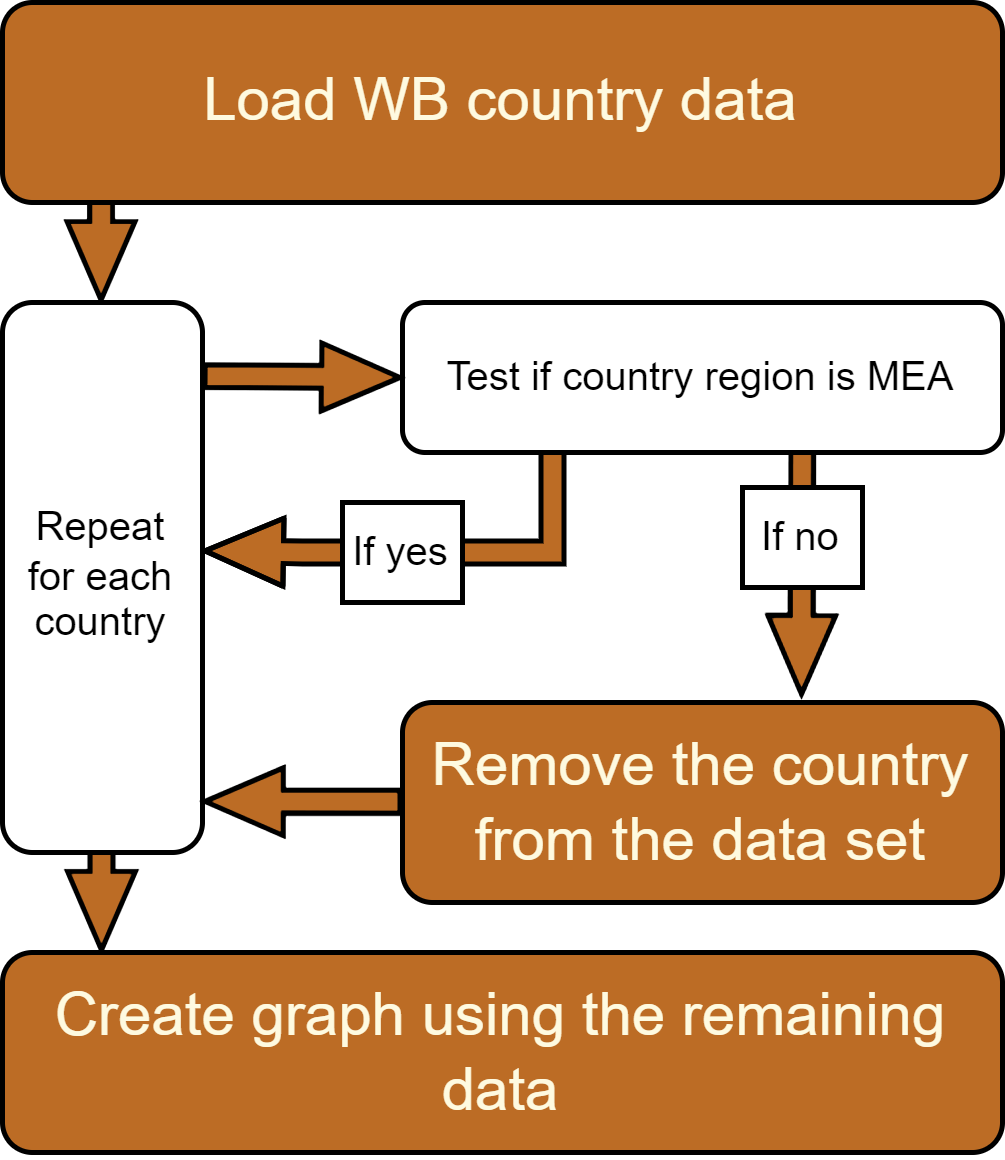 Load WB country data
Test if country region is MEA
Repeat
for each
country
If yes
If no
Remove the country
from the data set
Create graph using the remaining
data